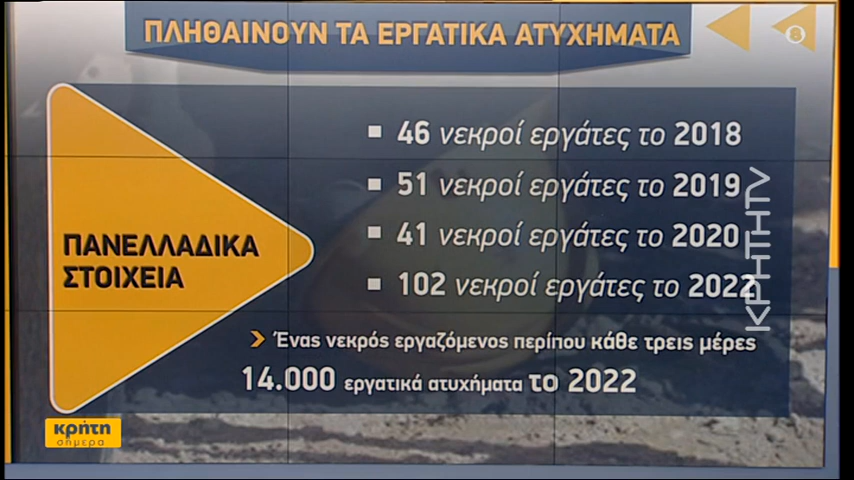 ΠΛΗΘΑΙΝΟΥΝ ΤΑ ΕΡΓΑΤΙΚΑ ΑΤΥΧΗΜΑΤΑ
8
46 νεκροί εργάτες το 2018
51 νεκροί εργάτες το 2019
41 νεκροί εργάτες το 2020
102 νεκροί εργάτες το 2022
ΠΑΝΕΛΛΑΔΙΚΑ
ΣΤΟΙΧΕΙΑ
Ένας νεκρός εργαζόμενος περίπου κάθε τρεις μέρες
14.000 εργατικά ατυχήματα το 2022
ΚΡΗΤΗTV
κρήτη
σήμερα